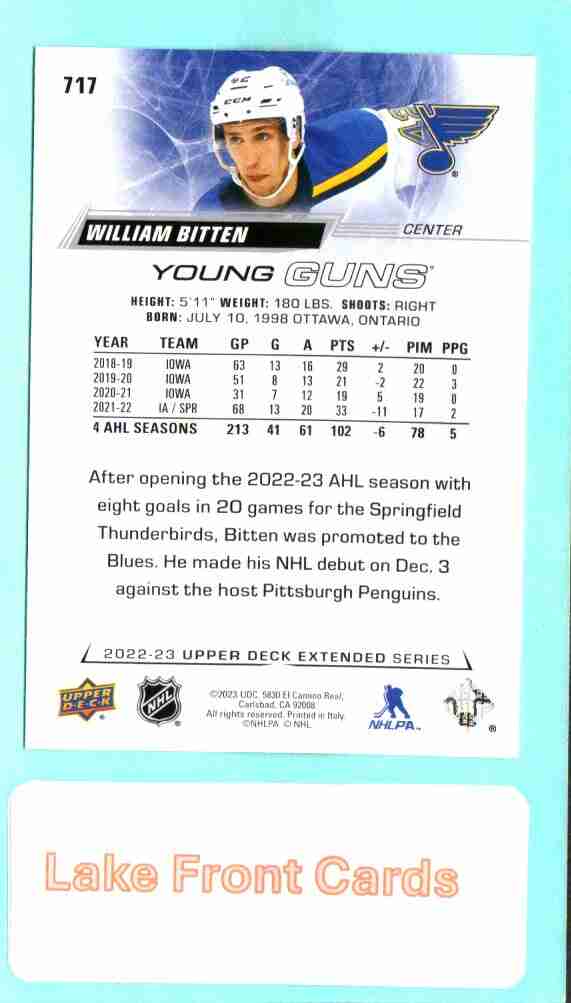 717
42
CCM
42
WILLIAM BITTEN
CENTER
YOUNG GUNS
HEIGHT: 5'11" WEIGHT: 180 LBS. SHOOTS: RIGHT
BORN: JULY 10, 1998 OTTAWA, ONTARIO
YEAR TEAM GP G A PTS +/- PIM PPG
2018-19 IOWA 63 13 16 29 2 20 0
2019-20 IOWA 51 8 13 21 -2 22 3
2020-21 IOWA 31 7 12 19 5 19 0
2021-22 IA / SPR 68 13 20 33 -11 17 2
4 AHL SEASONS 213 41 61 102 -6 78 5
After opening the 2022-23 AHL season with
eight goals in 20 games for the Springfield
Thunderbirds, Bitten was promoted to the
Blues. He made his NHL debut on Dec. 3
against the host Pittsburgh Penguins.
2022-23 UPPER DECK EXTENDED SERIES
UPPER
D·E·C·K
NHL
©2023 UDC. 5830 El Camino Real,
Carlsbad, CA 92008.
All rights reserved. Printed in Italy.
©NHLPA © NHL
NHLPA™
®
Lake Front Cards